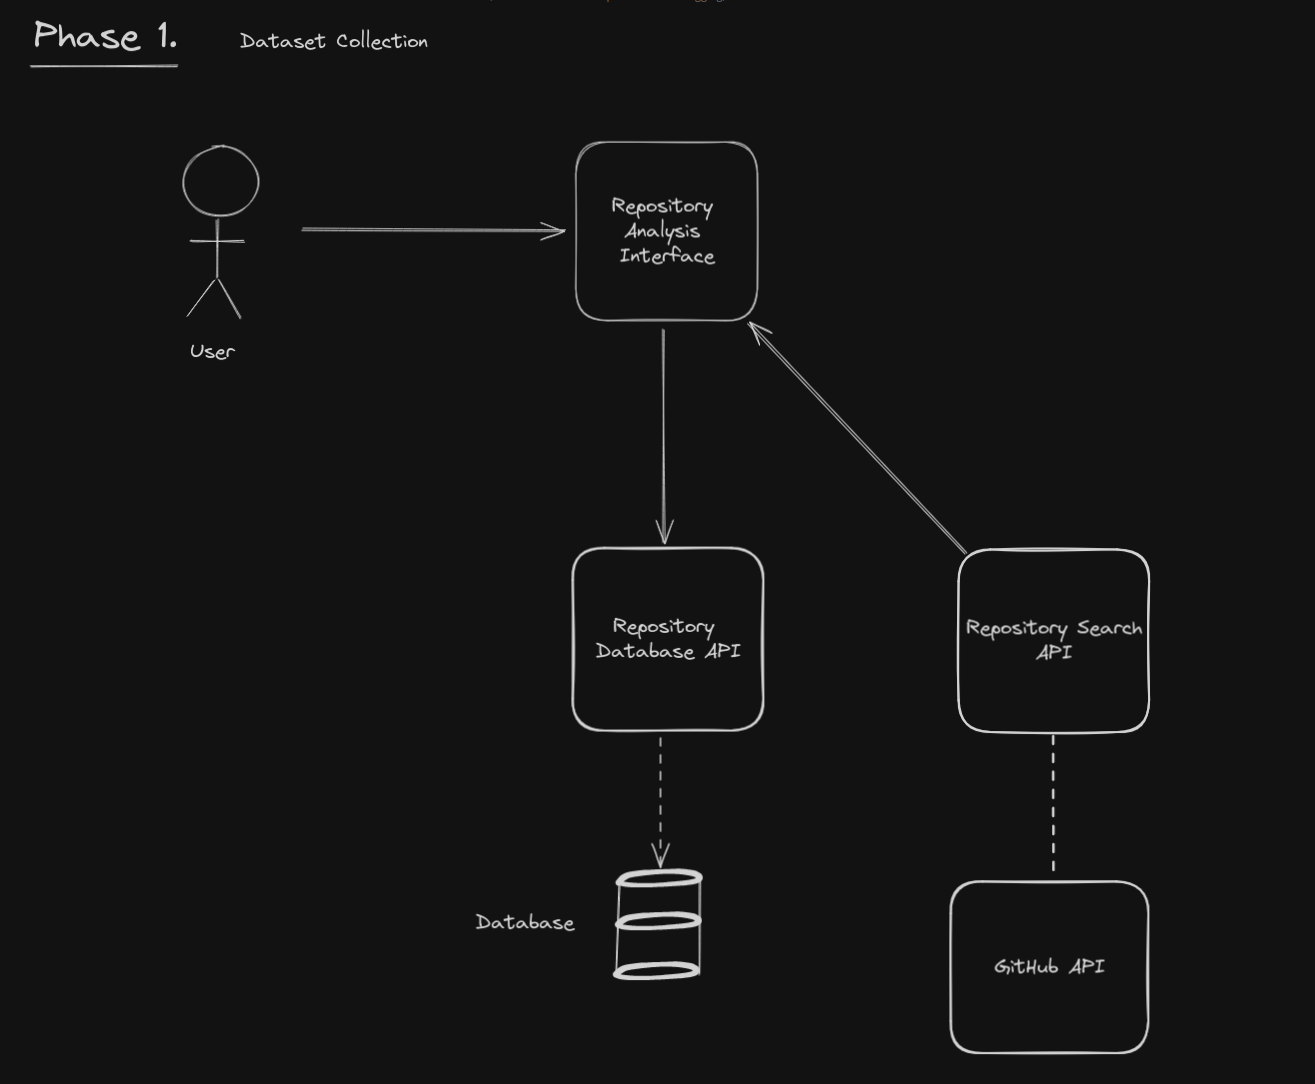 Phase 1.
Dataset Collection
Repository
Analysis
Interface
User
Repository
Database API
Repository Search
API
Database
GitHub API